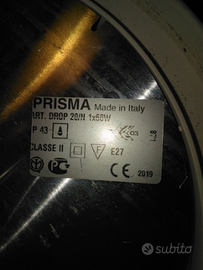 PRISMA Made in Italy
ART. DROP 20/N 1x60W
IP 43
CLASSE II F E27
CE 2019
subito